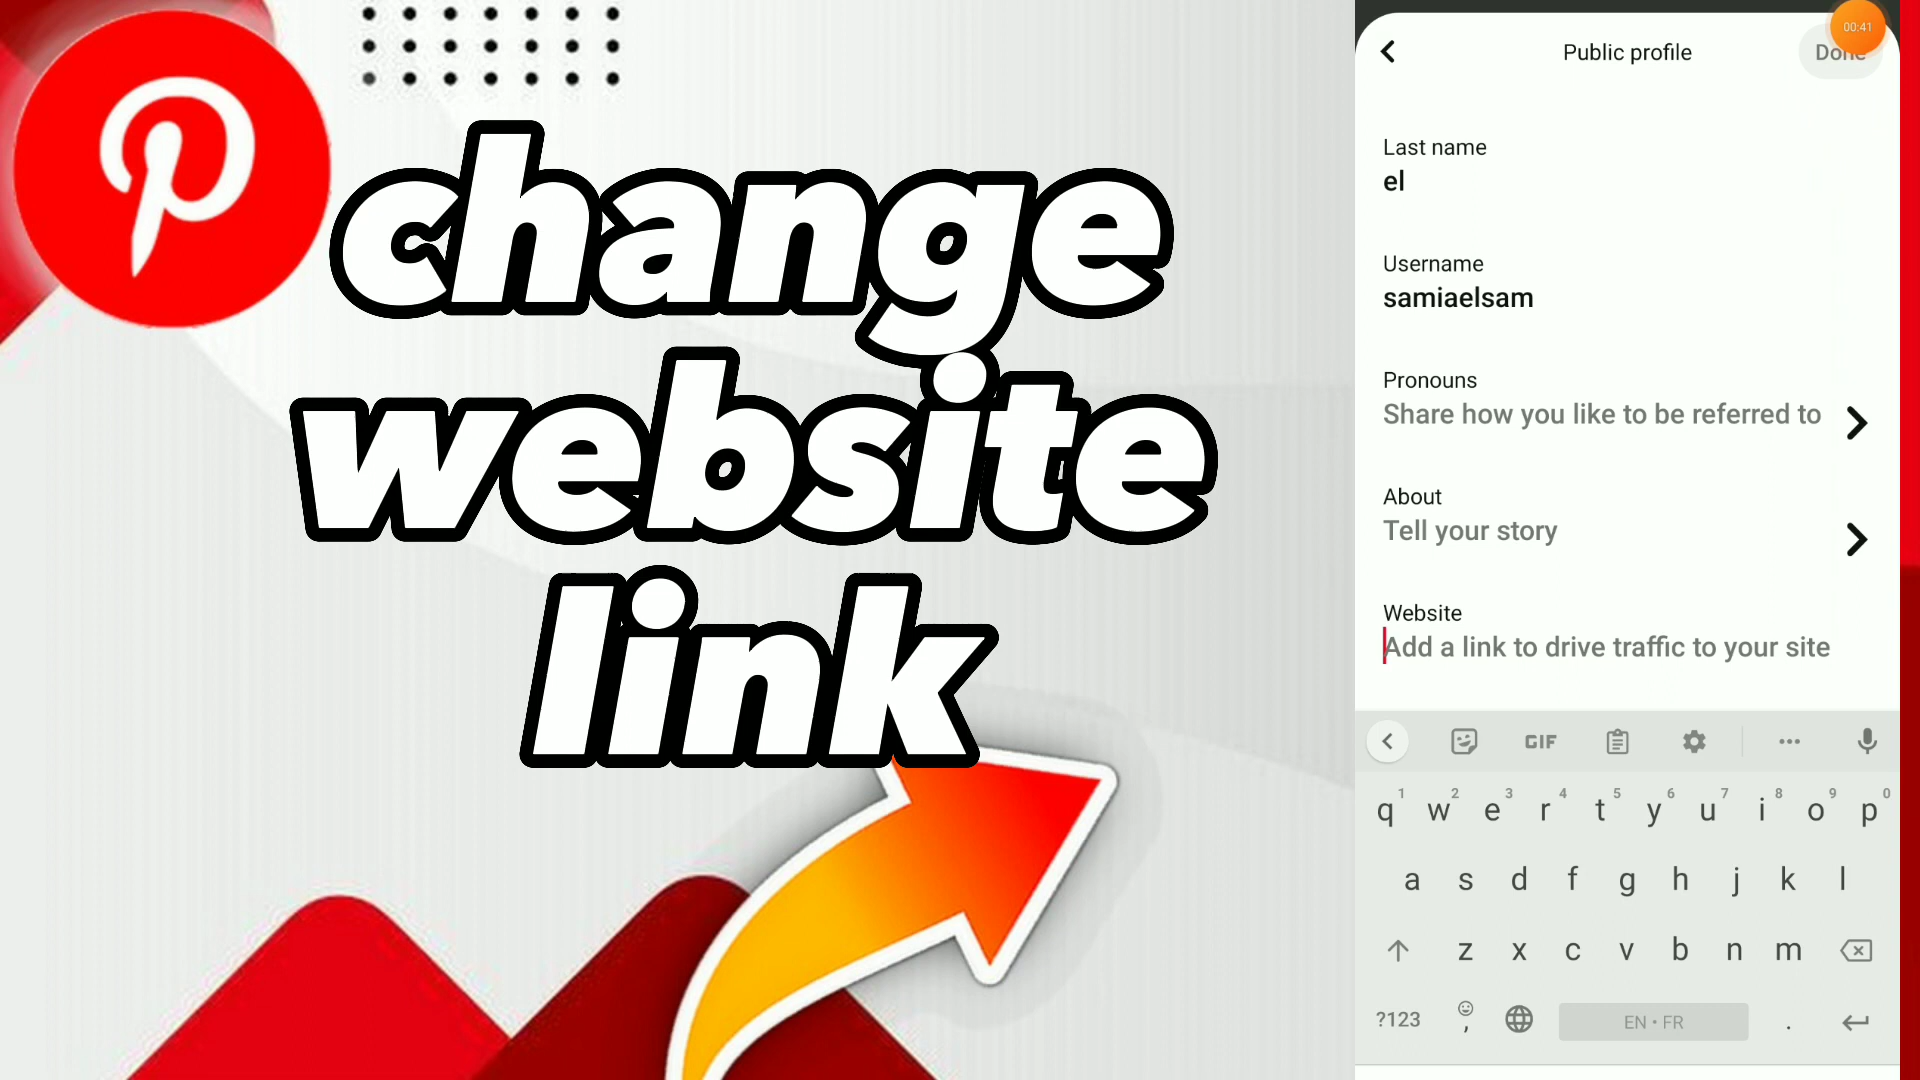 change
website
link
00:41
Public profile
Done
Last name
el
Username
samiaelsam
Pronouns
Share how you like to be referred to
About
Tell your story
Website
Add a link to drive traffic to your site
GIF
1 2 3 4 5 6 7 8 9 0
q w e r t y u i o p
a s d f g h j k l
z x c v b n m
?123 , EN • FR .